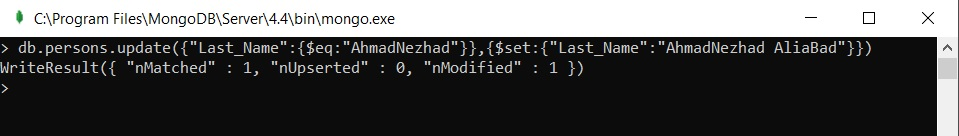 C:\Program Files\MongoDB\Server\4.4\bin\mongo.exe
> db.persons.update({"Last_Name":{$eq:"AhmadNezhad"}},{$set:{"Last_Name":"AhmadNezhad AliaBad"}})
WriteResult({ "nMatched" : 1, "nUpserted" : 0, "nModified" : 1 })
>